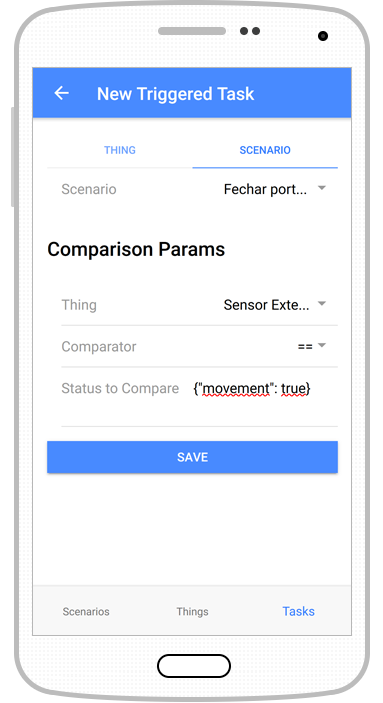 New Triggered Task
THING SCENARIO
Scenario Fechar port...
Comparison Params
Thing Sensor Exte...
Comparator ==
Status to Compare {"movement": true}
SAVE
Scenarios Things Tasks